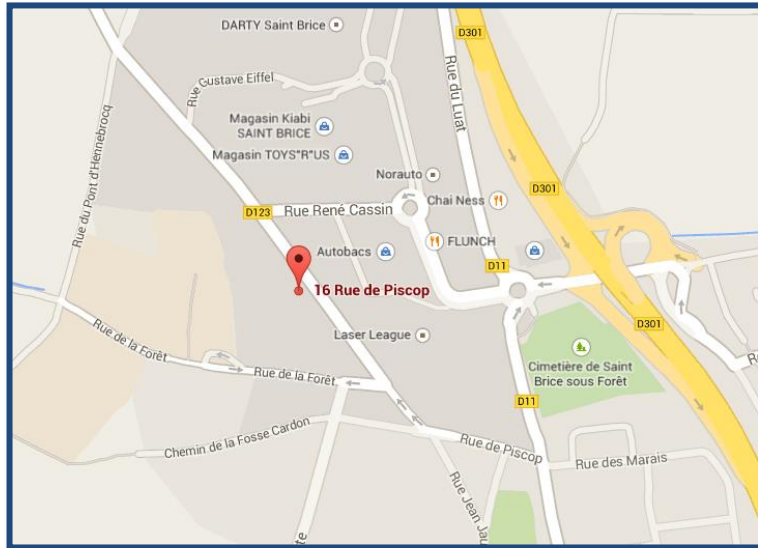 DARTY Saint Brice
D301
D301
Rue du Luat
Rue Gustave Eiffel
Rue du Pont d'Hennebrocq
Magasin Kiabi
SAINT BRICE
Magasin TOYS"R"US
Norauto
Chai Ness
D301
D123
Rue René Cassin
FLUNCH
Autobacs
D11
16 Rue de Piscop
Laser League
D301
Rue de la Forêt
Rue de la Forêt
Cimetière de Saint
Brice sous Forêt
D11
Chemin de la Fosse Cardon
Rue de Piscop
Rue des Marais
Rue Jean Jau
te